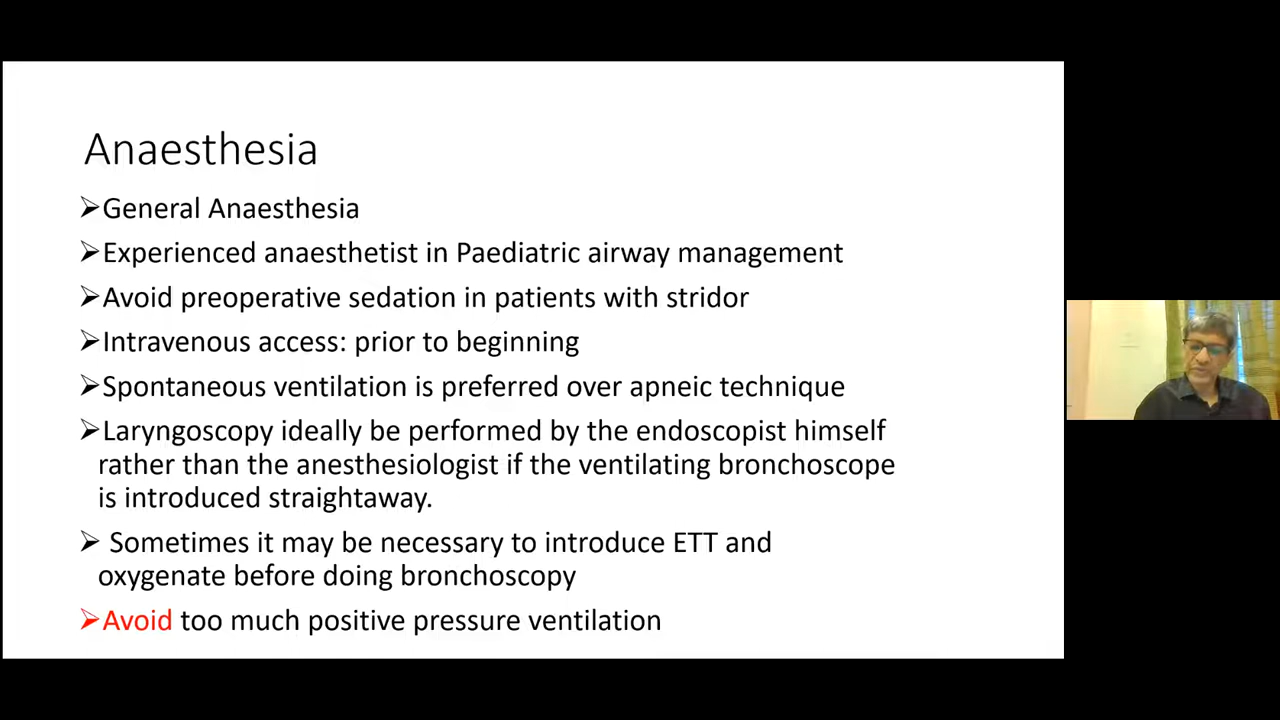 Anaesthesia
➢General Anaesthesia
➢Experienced anaesthetist in Paediatric airway management
➢Avoid preoperative sedation in patients with stridor
➢Intravenous access: prior to beginning
➢Spontaneous ventilation is preferred over apneic technique
➢Laryngoscopy ideally be performed by the endoscopist himself
rather than the anesthesiologist if the ventilating bronchoscope
is introduced straightaway.
➢ Sometimes it may be necessary to introduce ETT and
oxygenate before doing bronchoscopy
➢Avoid too much positive pressure ventilation